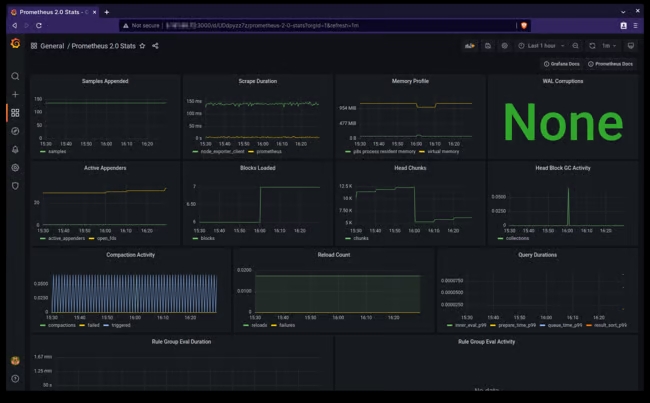 Prometheus 2.0 Stats - G
Not secure
:3000/d/UDdpyzz7z/prometheus-2-0-stats?orgId=1&refresh=1m
General / Prometheus 2.0 Stats
Last 1 hour
1m
Grafana Docs
Prometheus Docs
Samples Appended
150
100
50
0
15:30 15:40 15:50 16:00 16:10 16:20
samples
Scrape Duration
150 ms
100 ms
50 ms
0 s
15:30 15:40 15:50 16:00 16:10 16:20
node_exporter_client prometheus
Memory Profile
954 MiB
477 MiB
0 B
15:30 15:40 15:50 16:00 16:10 16:20
virtual memory
WAL Corruptions
None
Active Appenders
100
50
0
15:30 15:40 15:50 16:00 16:10 16:20
active_appenders open_fds
Blocks Loaded
7
6.50
6
15:30 15:40 15:50 16:00 16:10 16:20
blocks
Head Chunks
12.5 K
10 K
7.50 K
5 K
15:30 15:40 15:50 16:00 16:10 16:20
chunks
Head Block GC Activity
0.0500
0.0250
0
15:30 15:40 15:50 16:00 16:10 16:20
collections
Compaction Activity
0.0500
0.0250
0
15:30 15:40 15:50 16:00 16:10 16:20
compactions failed triggered
Reload Count
0.0200
0.0100
0
15:30 15:40 15:50 16:00 16:10 16:20
reloads failures
Query Durations
0.0000750
0.0000500
0.0000250
15:30 15:40 15:50 16:00 16:10 16:20
inner_eval_p99 prepare_time_p99 queue_time_p99 result_sort_p99
Rule Group Eval Duration
1.67 min
1.25 min
50 s
Rule Group Eval Activity
No data